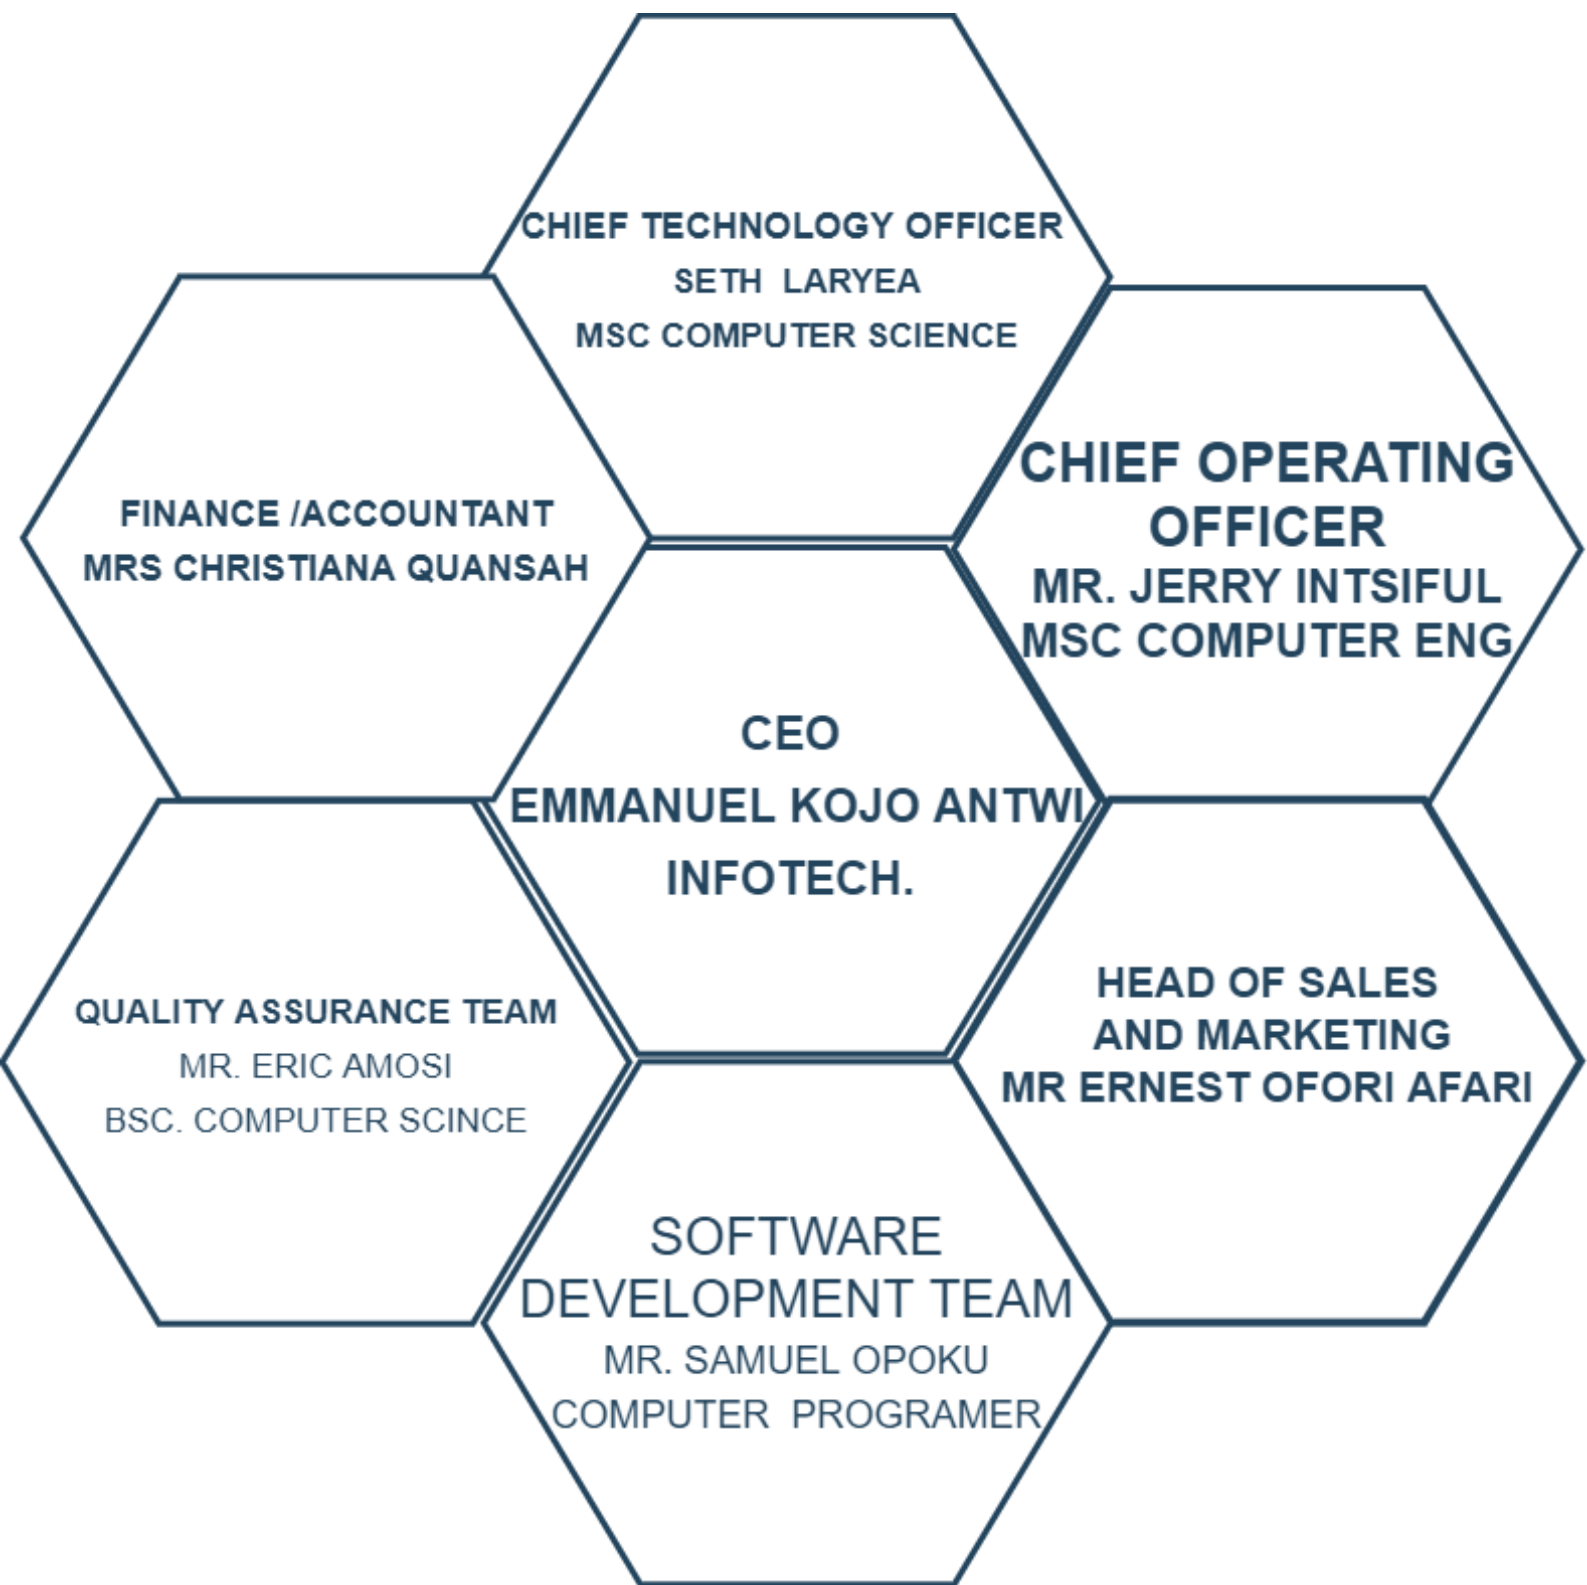 CHIEF TECHNOLOGY OFFICER
SETH LARYEA
MSC COMPUTER SCIENCE
CHIEF OPERATING
OFFICER
MR. JERRY INTSIFUL
MSC COMPUTER ENG
FINANCE /ACCOUNTANT
MRS CHRISTIANA QUANSAH
CEO
EMMANUEL KOJO ANTWI
INFOTECH.
HEAD OF SALES
AND MARKETING
MR ERNEST OFORI AFARI
QUALITY ASSURANCE TEAM
MR. ERIC AMOSI
BSC. COMPUTER SCINCE
SOFTWARE
DEVELOPMENT TEAM
MR. SAMUEL OPOKU
COMPUTER PROGRAMER